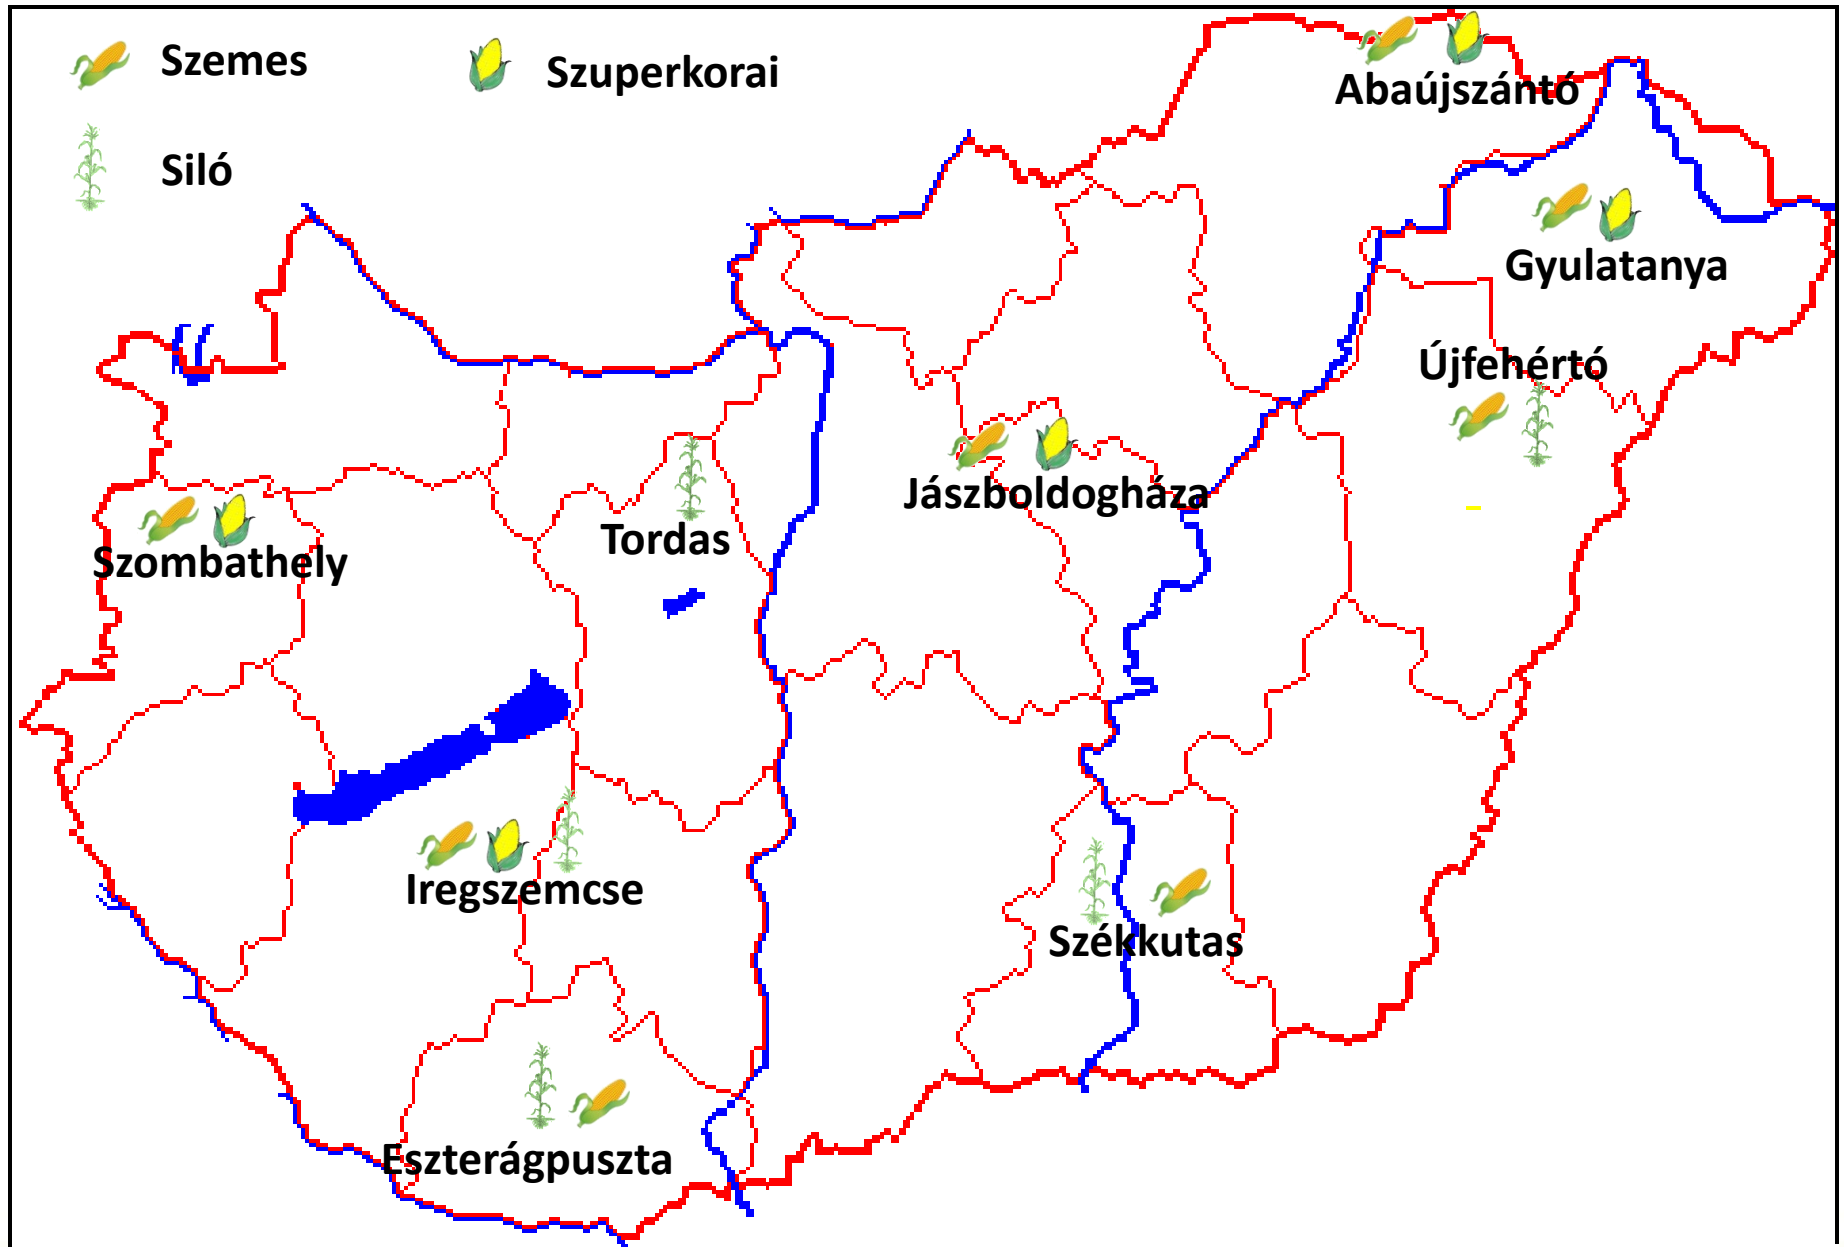 Szemes
Szuperkorai
Siló
Abaújszántó
Gyulatanya
Újfehértó
Jászboldogháza
Tordas
Szombathely
Iregszemcse
Székkutas
Eszterágpuszta